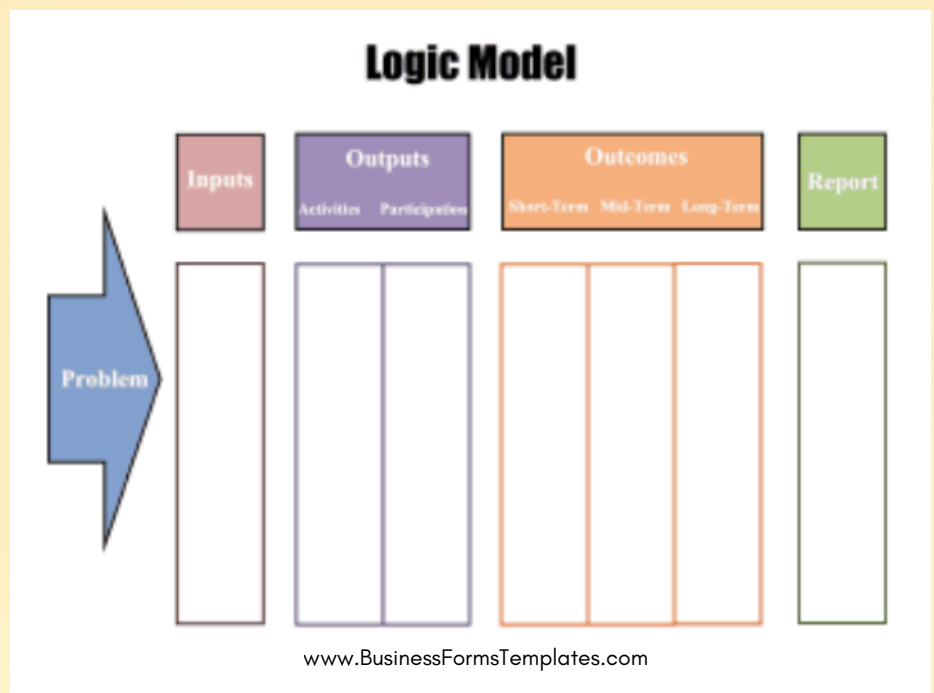 Logic Model
Inputs
Outputs
Activities Participation
Outcomes
Short-Term Mid-Term Long-Term
Report
Problem
www.BusinessFormsTemplates.com